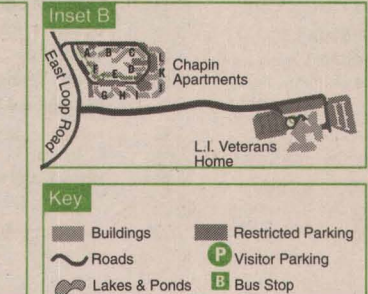 Inset B
A B C L
F E D K
G H I J
Chapin
Apartments
East Loop Road
L.I. Veterans
Home
Key
Buildings
Restricted Parking
Roads
P Visitor Parking
Lakes & Ponds
B Bus Stop